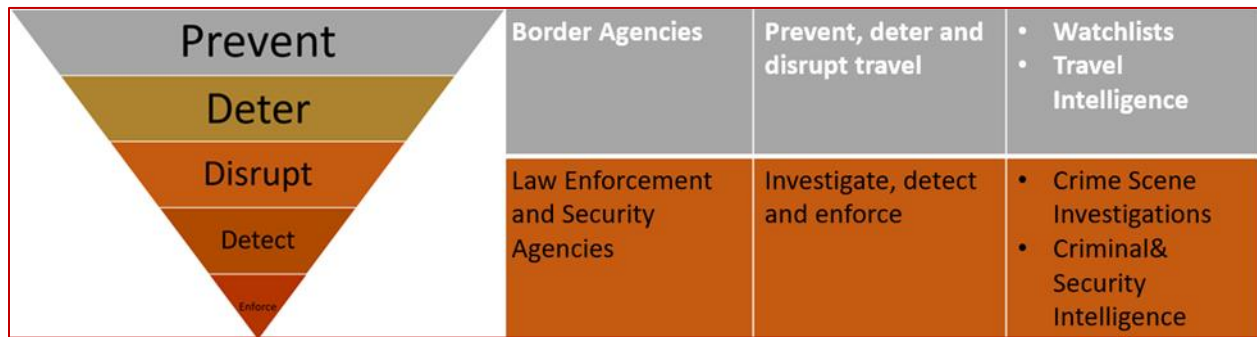 Prevent
Deter
Disrupt
Detect
Enforce
Border Agencies
Prevent, deter and
disrupt travel
• Watchlists
• Travel
Intelligence
Law Enforcement
and Security
Agencies
Investigate, detect
and enforce
• Crime Scene
Investigations
• Criminal&
Security
Intelligence